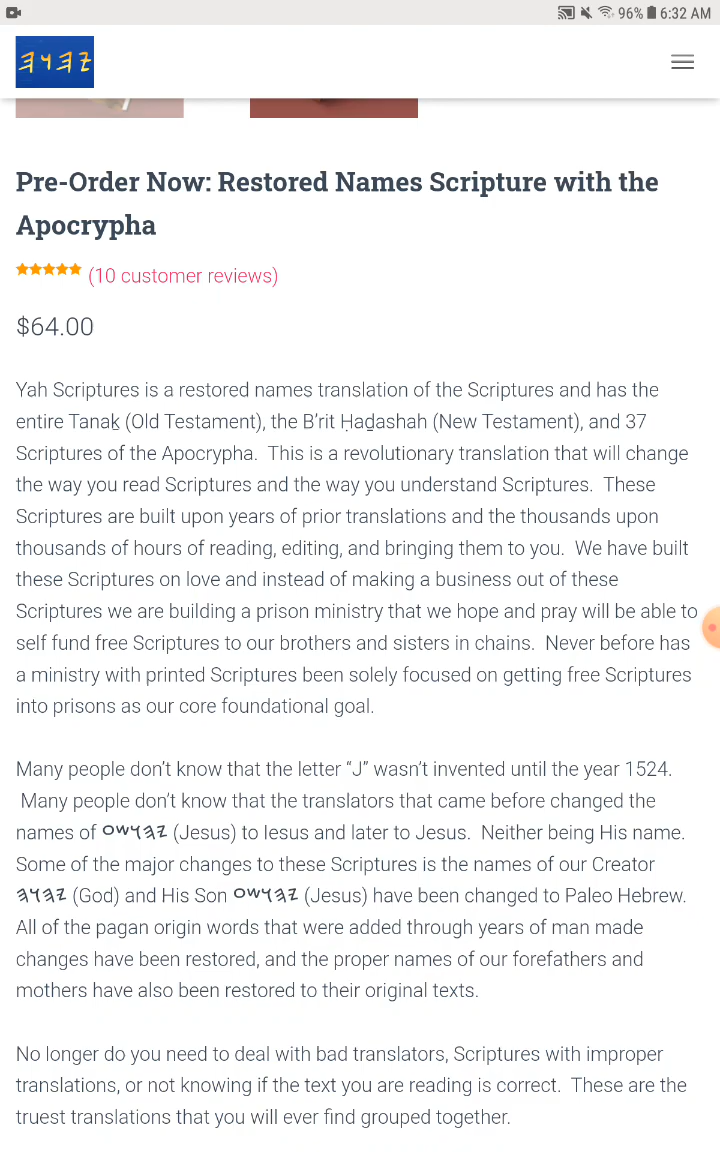 96% 6:32 AM
𐤉𐤄𐤅𐤄
Pre-Order Now: Restored Names Scripture with the
Apocrypha
(10 customer reviews)
$64.00
Yah Scriptures is a restored names translation of the Scriptures and has the
entire Tanaḵ (Old Testament), the B’rit Ḥaḏashah (New Testament), and 37
Scriptures of the Apocrypha.  This is a revolutionary translation that will change
the way you read Scriptures and the way you understand Scriptures.  These
Scriptures are built upon years of prior translations and the thousands upon
thousands of hours of reading, editing, and bringing them to you.  We have built
these Scriptures on love and instead of making a business out of these
Scriptures we are building a prison ministry that we hope and pray will be able to
self fund free Scriptures to our brothers and sisters in chains.  Never before has
a ministry with printed Scriptures been solely focused on getting free Scriptures
into prisons as our core foundational goal.
Many people don’t know that the letter “J” wasn’t invented until the year 1524.
Many people don’t know that the translators that came before changed the
names of 𐤉𐤄𐤅𐤔𐤏 (Jesus) to Iesus and later to Jesus.  Neither being His name.
Some of the major changes to these Scriptures is the names of our Creator
𐤉𐤄𐤅𐤄 (God) and His Son 𐤉𐤄𐤅𐤔𐤏 (Jesus) have been changed to Paleo Hebrew.
All of the pagan origin words that were added through years of man made
changes have been restored, and the proper names of our forefathers and
mothers have also been restored to their original texts.
No longer do you need to deal with bad translators, Scriptures with improper
translations, or not knowing if the text you are reading is correct.  These are the
truest translations that you will ever find grouped together.